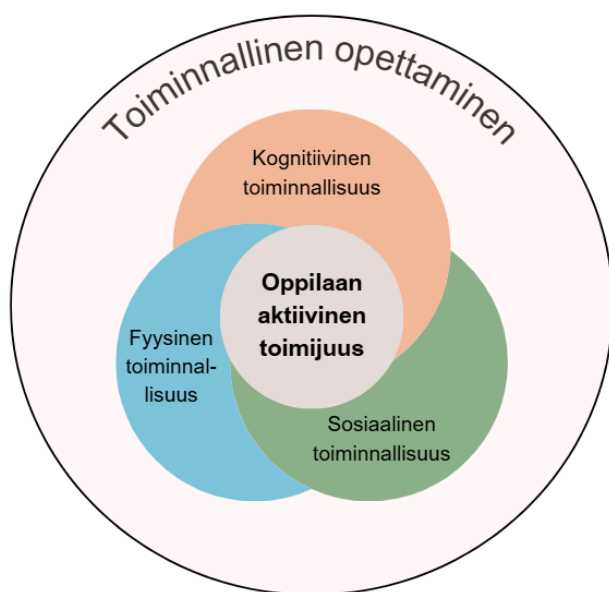 Toiminnallinen opettaminen
Kognitiivinen
toiminnallisuus
Oppilaan
aktiivinen
toimijuus
Fyysinen
toiminnal-
lisuus
Sosiaalinen
toiminnallisuus